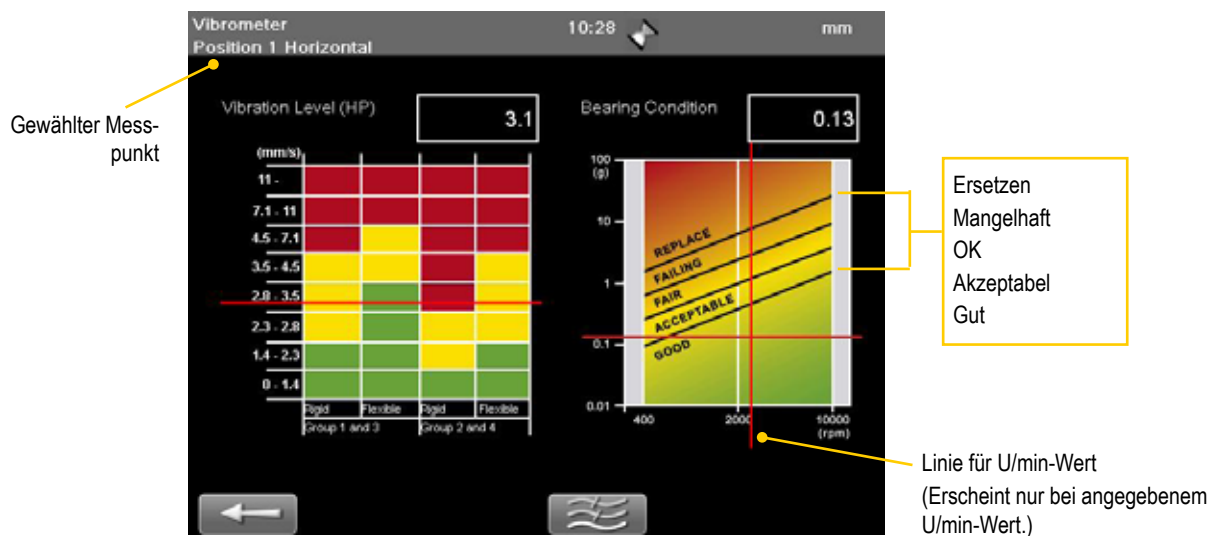 Vibrometer
10:28
mm
Position 1 Horizontal
Gewählter Mess-
punkt
Vibration Level (HP)
3.1
(mm/s)
11 -
7.1 - 11
4.5 - 7.1
3.5 - 4.5
2.8 - 3.5
2.3 - 2.8
1.4 - 2.3
0 - 1.4
Rigid Flexible Rigid Flexible
Group 1 and 3 Group 2 and 4
Bearing Condition
0.13
100
(g)
10
1
0.1
0.01
REPLACE
FAILING
FAIR
ACCEPTABLE
GOOD
400 2000 10000
(rpm)
Ersetzen
Mangelhaft
OK
Akzeptabel
Gut
Linie für U/min-Wert
(Erscheint nur bei angegebenem
U/min-Wert.)